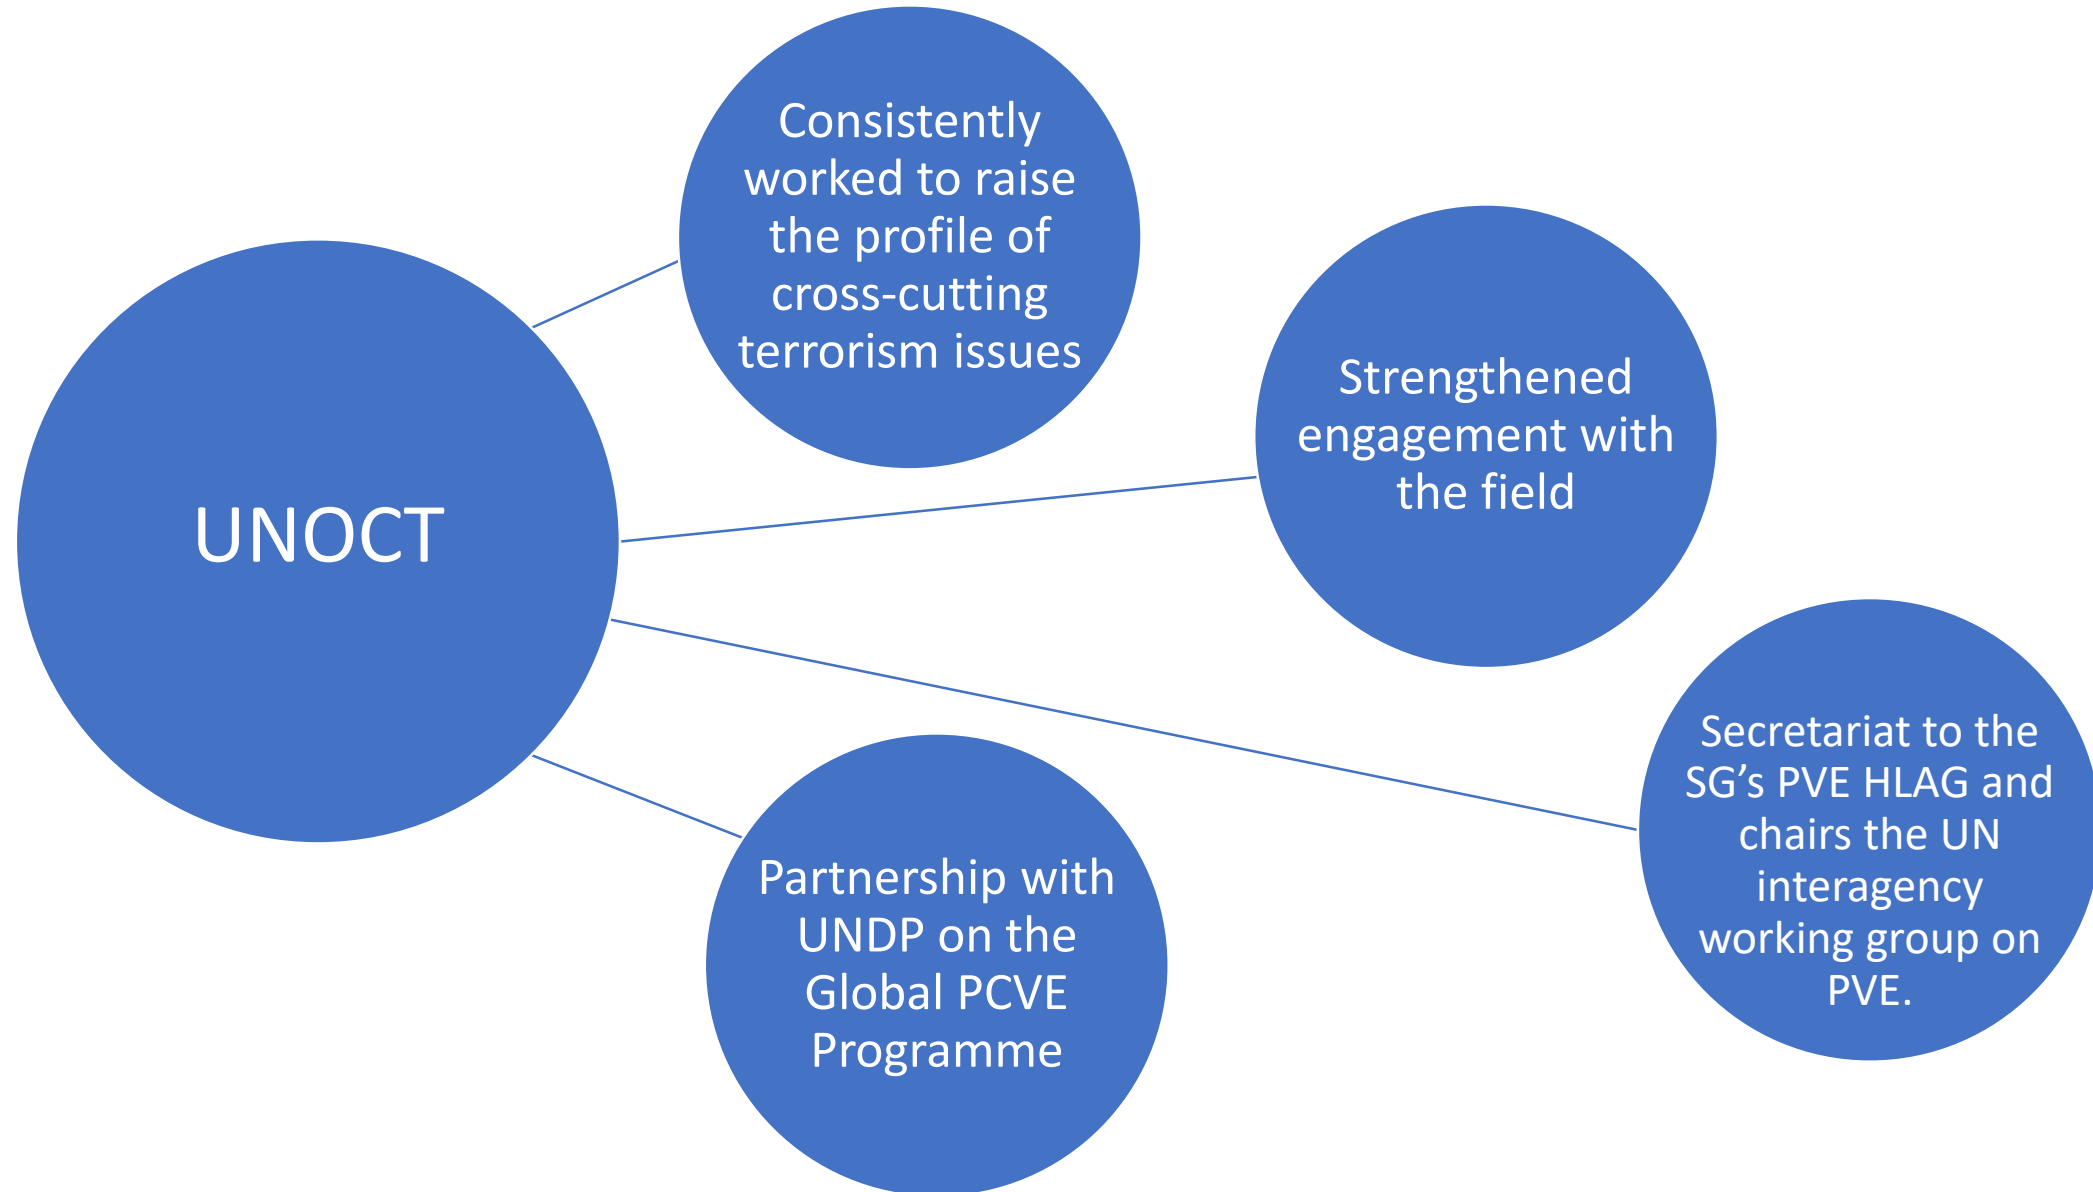 UNOCT
Consistently
worked to raise
the profile of
cross-cutting
terrorism issues
Strengthened
engagement with
the field
Secretariat to the
SG’s PVE HLAG and
chairs the UN
interagency
working group on
PVE.
Partnership with
UNDP on the
Global PCVE
Programme